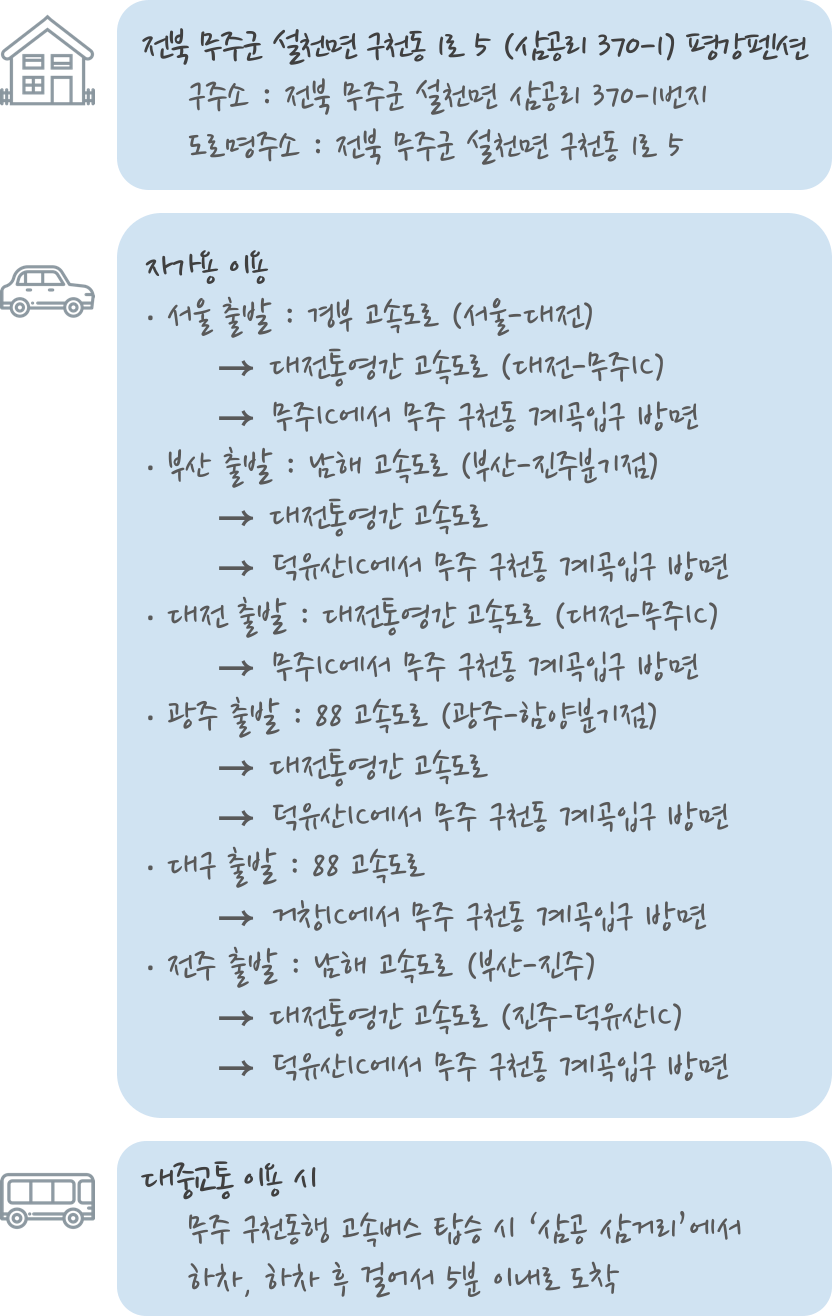 전북 무주군 설천면 구천동 1로 5 (삼공리 370-1) 평강펜션
구주소 : 전북 무주군 설천면 삼공리 370-1번지
도로명주소 : 전북 무주군 설천면 구천동 1로 5
자가용 이용
· 서울 출발 : 경부 고속도로 (서울-대전)
→ 대전통영간 고속도로 (대전-무주IC)
→ 무주IC에서 무주 구천동 계곡입구 방면
· 부산 출발 : 남해 고속도로 (부산-진주분기점)
→ 대전통영간 고속도로
→ 덕유산IC에서 무주 구천동 계곡입구 방면
· 대전 출발 : 대전통영간 고속도로 (대전-무주IC)
→ 무주IC에서 무주 구천동 계곡입구 방면
· 광주 출발 : 88 고속도로 (광주-함양분기점)
→ 대전통영간 고속도로
→ 덕유산IC에서 무주 구천동 계곡입구 방면
· 대구 출발 : 88 고속도로
→ 거창IC에서 무주 구천동 계곡입구 방면
· 전주 출발 : 남해 고속도로 (부산-진주)
→ 대전통영간 고속도로 (진주-덕유산IC)
→ 덕유산IC에서 무주 구천동 계곡입구 방면
대중교통 이용 시
무주 구천동행 고속버스 탑승 시 ‘삼공 삼거리’에서
하차, 하차 후 걸어서 5분 이내로 도착